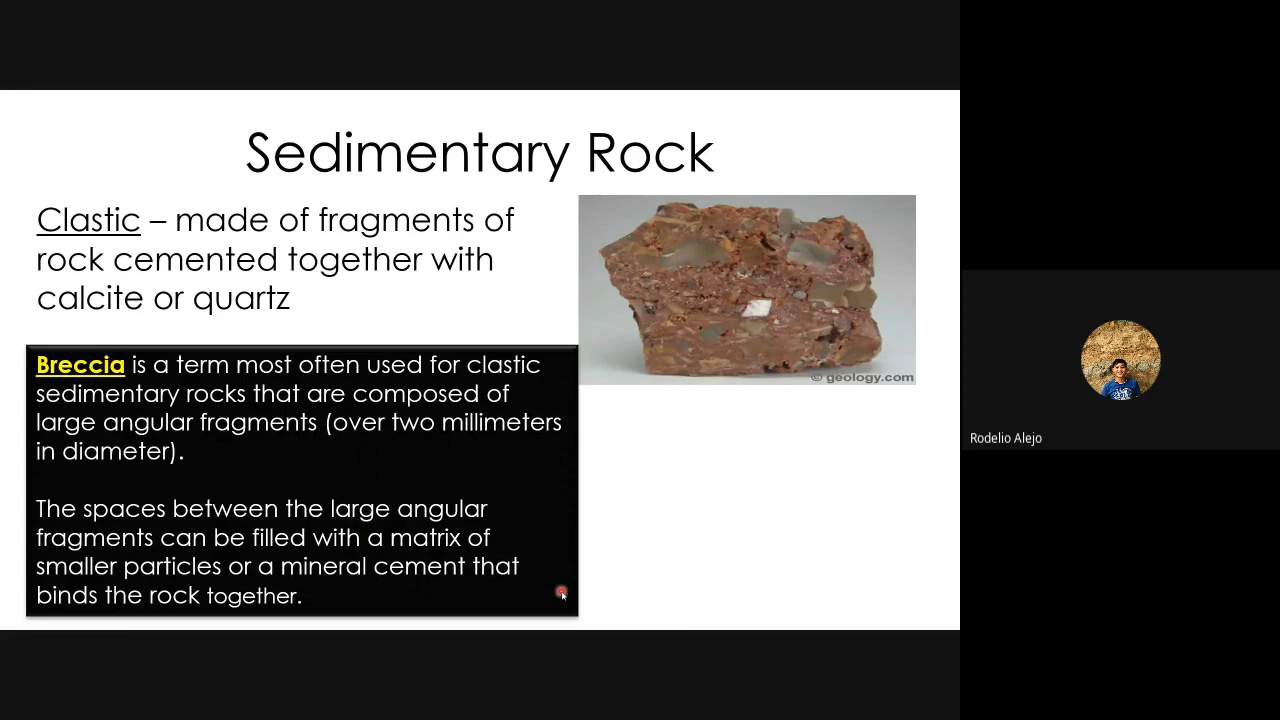 Sedimentary Rock
Clastic – made of fragments of
rock cemented together with
calcite or quartz
© geology.com
Breccia is a term most often used for clastic
sedimentary rocks that are composed of
large angular fragments (over two millimeters
in diameter).
The spaces between the large angular
fragments can be filled with a matrix of
smaller particles or a mineral cement that
binds the rock together.
Rodelio Alejo